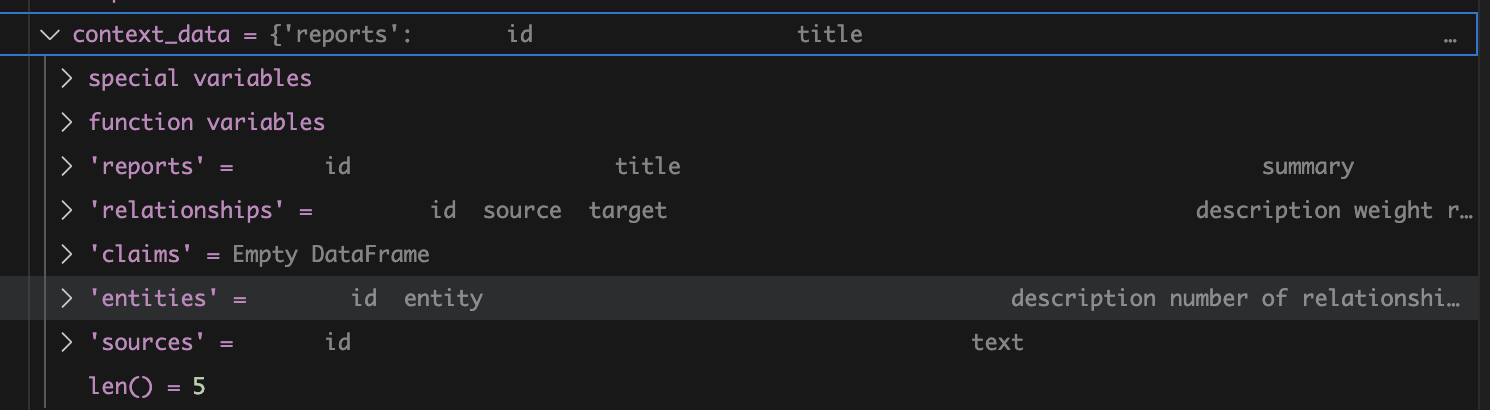 context_data = {'reports': id title …
special variables
function variables
'reports' = id title summary
'relationships' = id source target description weight r…
'claims' = Empty DataFrame
'entities' = id entity description number of relationshi…
'sources' = id text
len() = 5